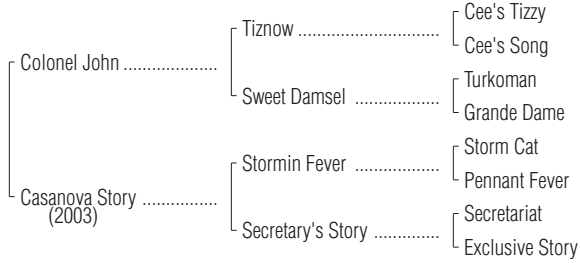 Cee's Tizzy
Tiznow ..................................
Cee's Song
Colonel John ......................
Turkoman
Sweet Damsel ....................
Grande Dame
Storm Cat
Stormin Fever ....................
Pennant Fever
Casanova Story ..................
(2003)
Secretariat
Secretary's Story ...............
Exclusive Story